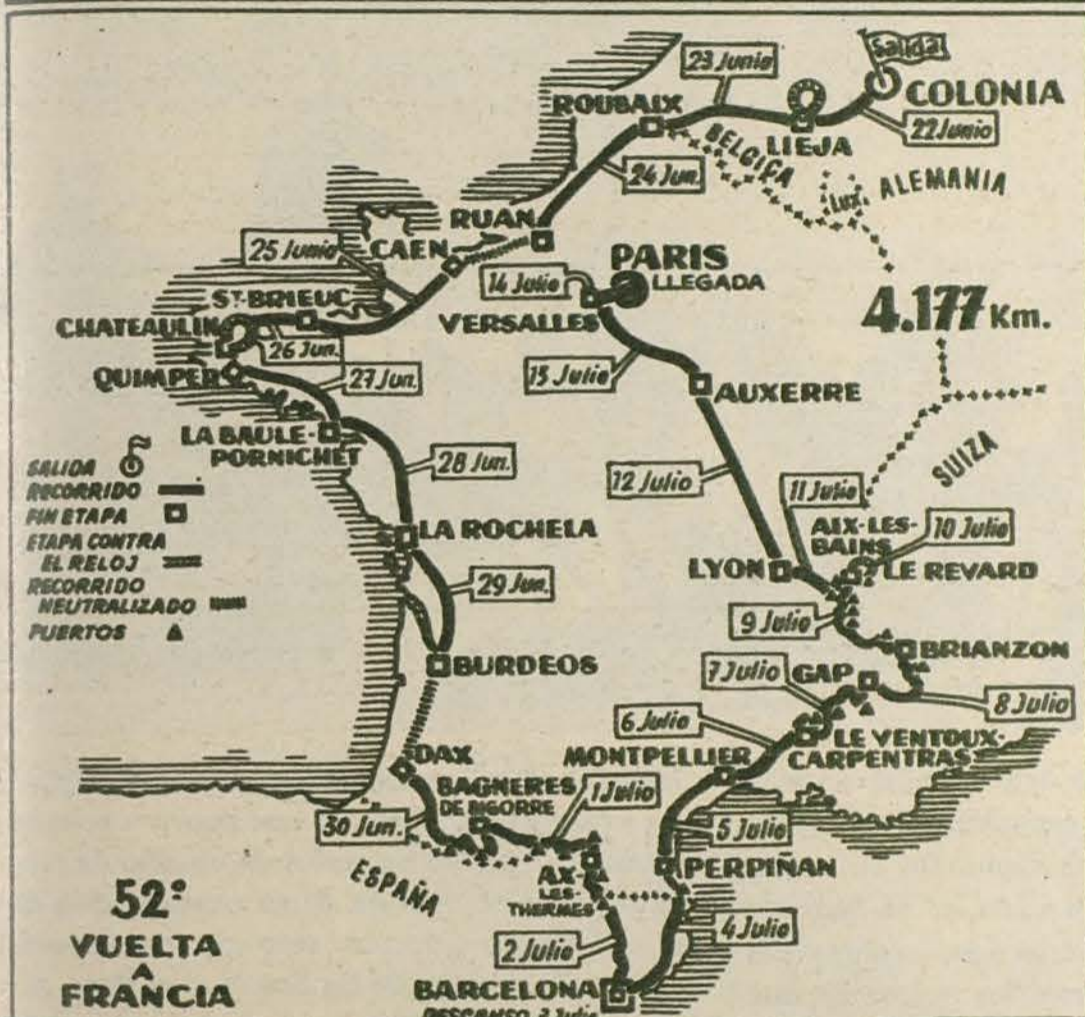 Salida
COLONIA
23 Junio
22 Junio
ROUBAIX
LIEJA
BELGICA
24 Jun.
Lux
ALEMANIA
RUAN
CAEN
25 Junio
PARIS
LLEGADA
14 Julio
VERSALLES
4.177 Km.
ST-BRIEUC
CHATEAULIN
26 Jun.
QUIMPER
27 Jun.
13 Julio
AUXERRE
LA BAULE-
PORNICHET
28 Jun.
12 Julio
SUIZA
SALIDA
RECORRIDO
FIN ETAPA
ETAPA CONTRA
EL RELOJ
RECORRIDO
NEUTRALIZADO
PUERTOS
11 Julio
AIX-LES-
BAINS
10 Julio
LA ROCHELA
LYON
LE REVARD
29 Jun.
9 Julio
BRIANZON
BURDEOS
7 Julio
GAP
8 Julio
6 Julio
LE VENTOUX-
CARPENTRAS
DAX
MONTPELLIER
BAGNERES
DE BIGORRE
1 Julio
30 Jun.
5 Julio
ESPAÑA
AX-
LES-
THERMES
PERPIÑAN
2 Julio
4 Julio
52ª
VUELTA
A
FRANCIA
BARCELONA
DESCANSO 3 Julio